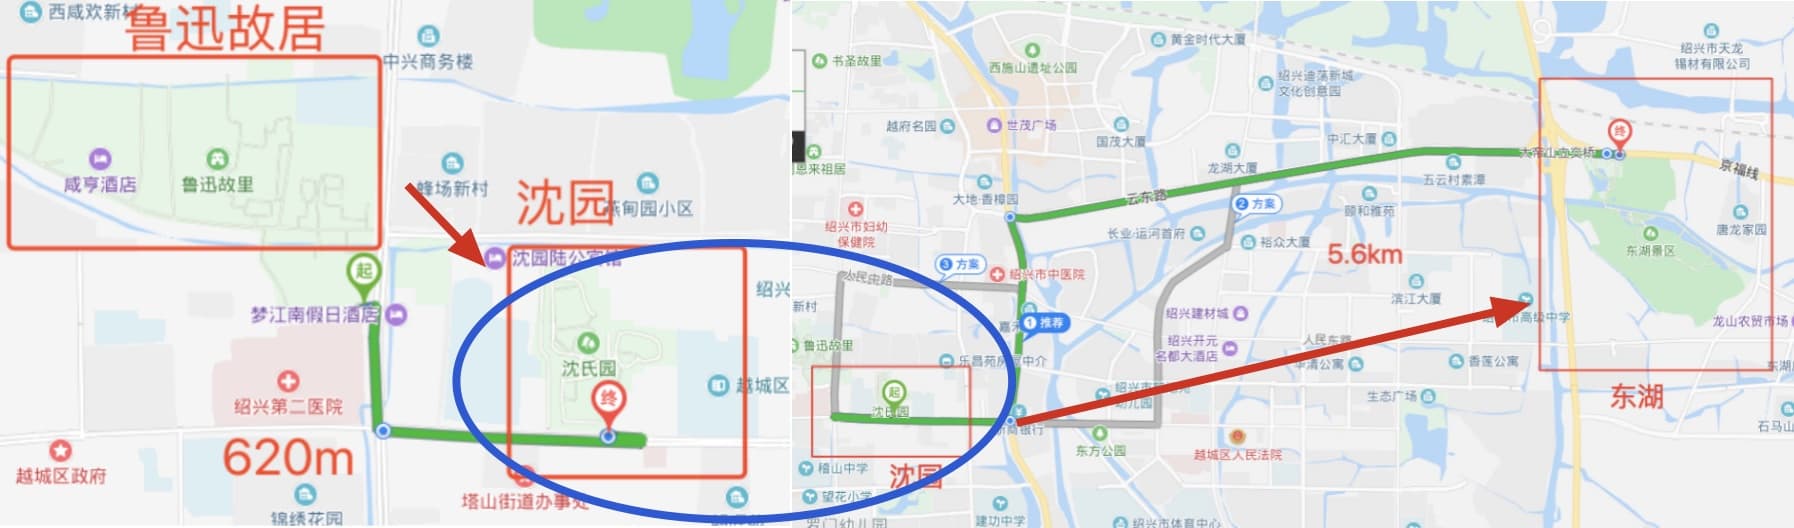 西咸欢新村
鲁迅故居
中兴商务楼
咸亨酒店
鲁迅故里
蜂场新村
沈园
燕甸园小区
沈园陆公宾馆
起
梦江南假日酒店
绍兴
沈氏园
终
越城区
绍兴第二医院
620m
越城区政府
塔山街道办事处
锦绣花园
书圣故里
西施山遗址公园
黄金时代大厦
绍兴迪荡新城
文化创意园
绍兴市天龙
锡材有限公司
越府名园
世茂广场
国茂大厦
中汇大厦
终
恩来祖居
龙湖大厦
五云村素潭
京福线
大地·香樟园
云东路
2 方案
颐和雅苑
唐龙家园
绍兴市妇幼
保健院
长业·运河首府
裕众大厦
东湖景区
5.6km
3 方案
人民中路
绍兴市中医院
滨江大厦
新村
绍兴建材城
1 推荐
市高级中学
龙山农贸市场
鲁迅故里
乐昌苑房屋中介
绍兴开元
名都大酒店
人民东路
清公寓
香莲公寓
东湖
起
沈氏园
幼儿园
生态广场
东湖
石马山
商银行
东方公园
越城区人民法院
稽山中学
沈园
望花小学
建功中学
绍兴市体育中心
罗门幼儿园